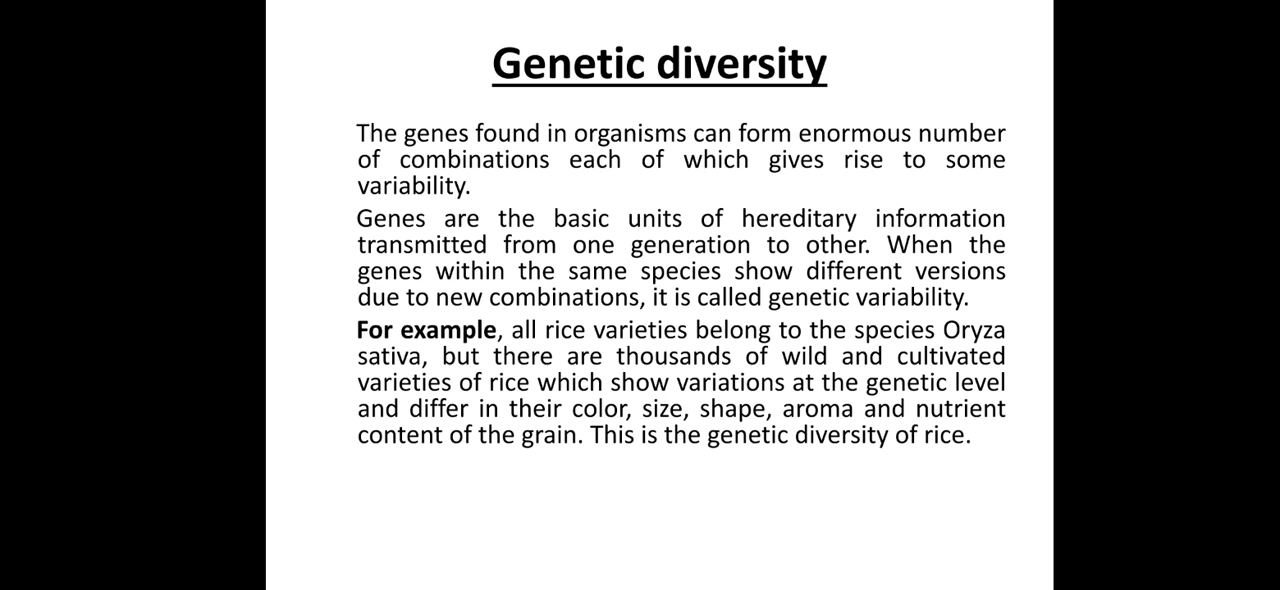 Genetic diversity
The genes found in organisms can form enormous number
of combinations each of which gives rise to some
variability.
Genes are the basic units of hereditary information
transmitted from one generation to other. When the
genes within the same species show different versions
due to new combinations, it is called genetic variability.
For example, all rice varieties belong to the species Oryza
sativa, but there are thousands of wild and cultivated
varieties of rice which show variations at the genetic level
and differ in their color, size, shape, aroma and nutrient
content of the grain. This is the genetic diversity of rice.